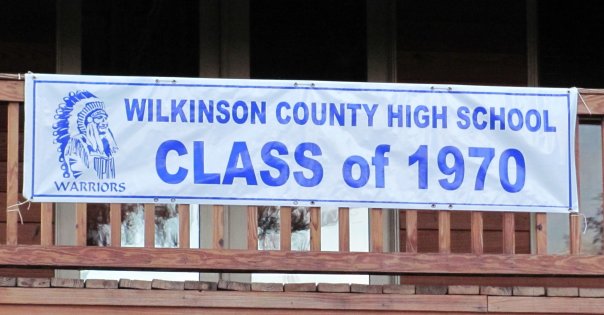 WILKINSON COUNTY HIGH SCHOOL
CLASS of 1970
WARRIORS